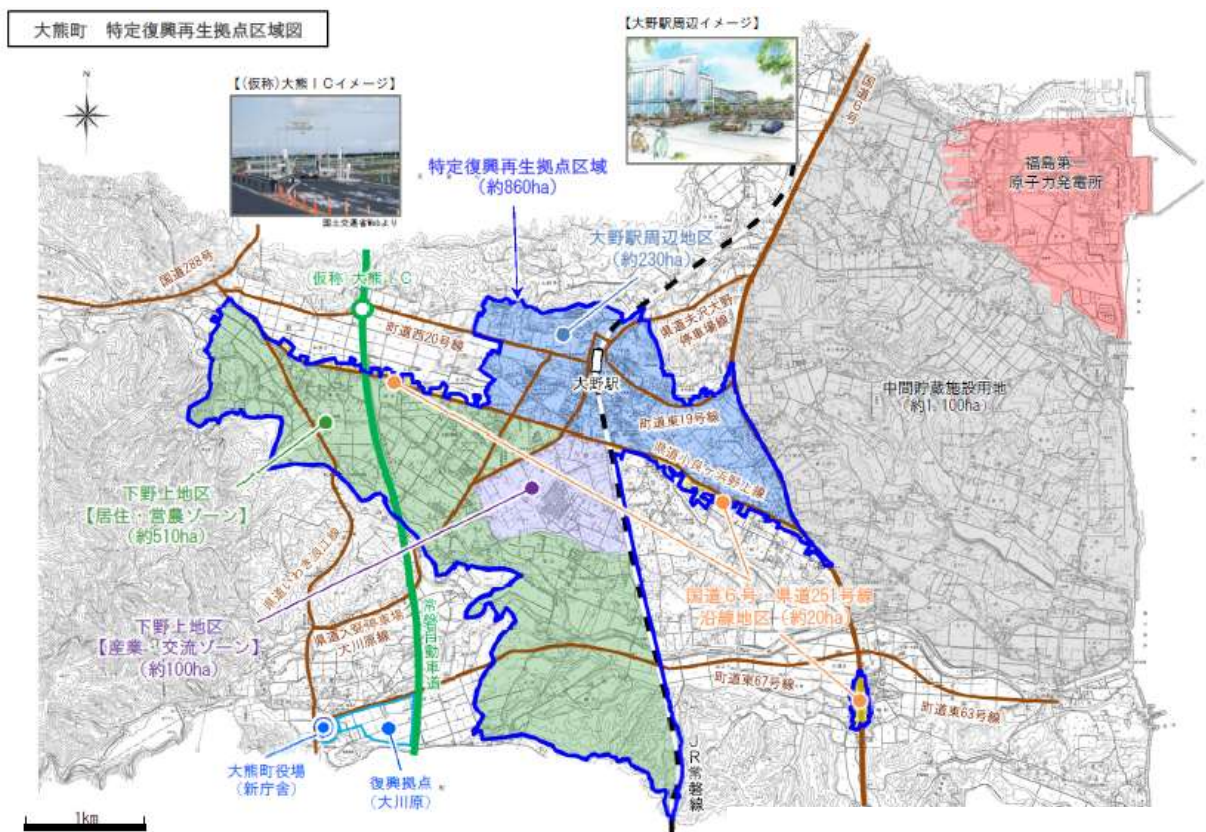 大熊町 特定復興再生拠点区域図
N
【(仮称)大熊ICイメージ】
国土交通省Webより
【大野駅周辺イメージ】
国道6号
特定復興再生拠点区域
(約860ha)
福島第一
原子力発電所
大野駅周辺地区
(約230ha)
国道288号
仮称 大熊IC
町道西20号線
県道夫沢大野
停車場線
大野駅
中間貯蔵施設用地
(約1,100ha)
町道東19号線
県道小良ヶ浜野上線
下野上地区
【居住・営農ゾーン】
(約510ha)
県道いわき浪江線
国道6号・県道251号線
沿線地区(約20ha)
下野上地区
【産業・交流ゾーン】
(約100ha)
大川原線
常磐自動車道
町道東67号線
町道東63号線
大熊町役場
(新庁舎)
復興拠点
(大川原)
JR常磐線
1km